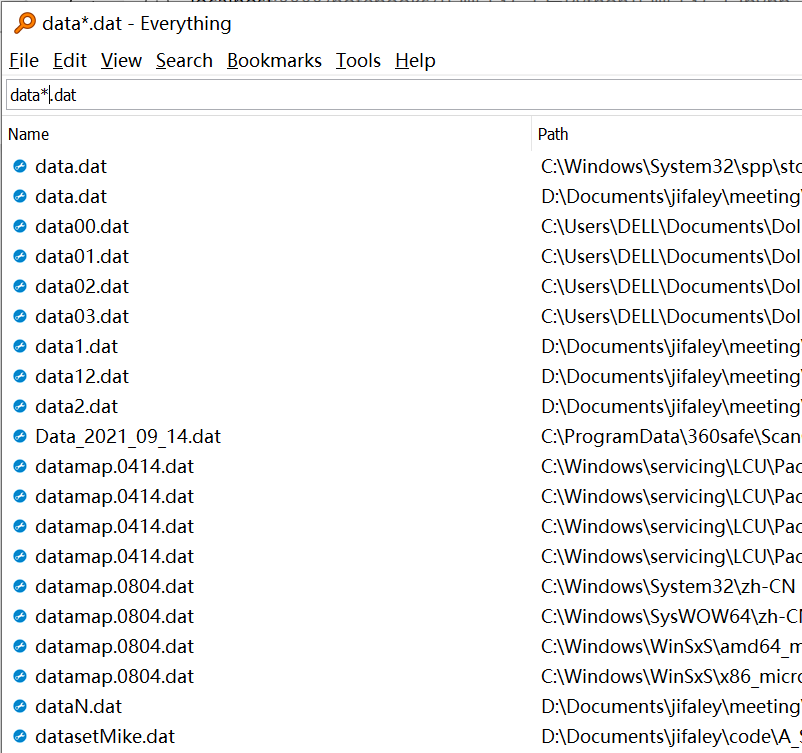 data*.dat - Everything
File Edit View Search Bookmarks Tools Help
data*.dat
Name Path
data.dat C:\Windows\System32\spp\sto
data.dat D:\Documents\jifaley\meeting\
data00.dat C:\Users\DELL\Documents\Dol
data01.dat C:\Users\DELL\Documents\Dol
data02.dat C:\Users\DELL\Documents\Dol
data03.dat C:\Users\DELL\Documents\Dol
data1.dat D:\Documents\jifaley\meeting\
data12.dat D:\Documents\jifaley\meeting\
data2.dat D:\Documents\jifaley\meeting\
Data_2021_09_14.dat C:\ProgramData\360safe\Scan
datamap.0414.dat C:\Windows\servicing\LCU\Pac
datamap.0414.dat C:\Windows\servicing\LCU\Pac
datamap.0414.dat C:\Windows\servicing\LCU\Pac
datamap.0414.dat C:\Windows\servicing\LCU\Pac
datamap.0804.dat C:\Windows\System32\zh-CN
datamap.0804.dat C:\Windows\SysWOW64\zh-CN
datamap.0804.dat C:\Windows\WinSxS\amd64_m
datamap.0804.dat C:\Windows\WinSxS\x86_micro
dataN.dat D:\Documents\jifaley\meeting\
datasetMike.dat D:\Documents\jifaley\code\A_S